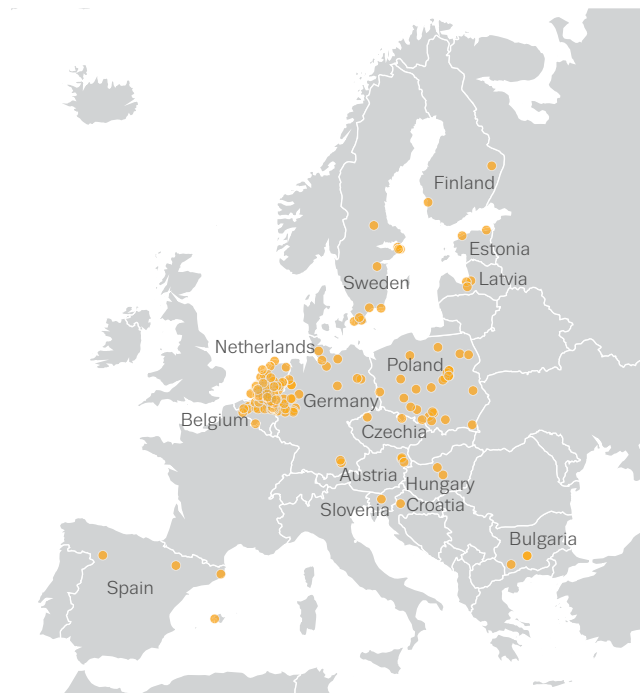 Finland
Estonia
Latvia
Sweden
Netherlands
Poland
Germany
Belgium
Czechia
Austria
Hungary
Slovenia
Croatia
Bulgaria
Spain